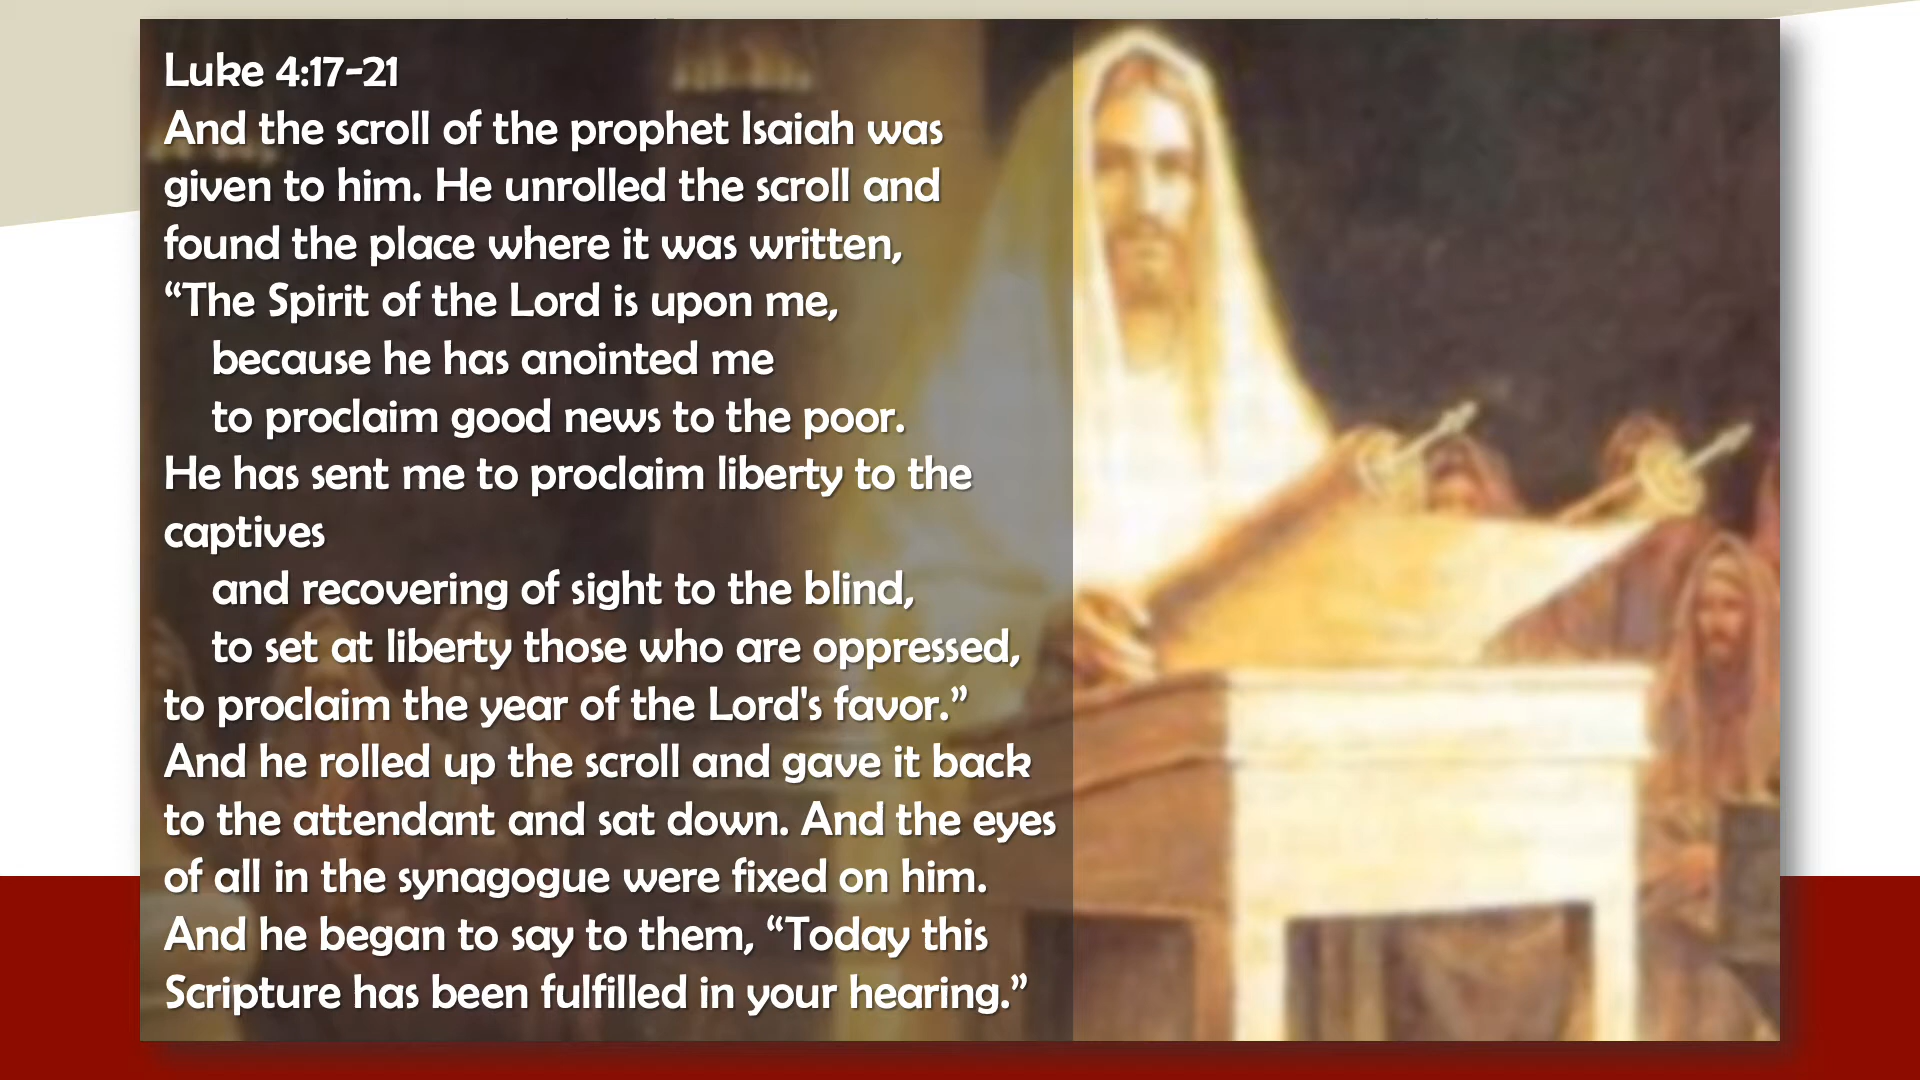 Luke 4:17-21
And the scroll of the prophet Isaiah was
given to him. He unrolled the scroll and
found the place where it was written,
“The Spirit of the Lord is upon me,
because he has anointed me
to proclaim good news to the poor.
He has sent me to proclaim liberty to the
captives
and recovering of sight to the blind,
to set at liberty those who are oppressed,
to proclaim the year of the Lord's favor.”
And he rolled up the scroll and gave it back
to the attendant and sat down. And the eyes
of all in the synagogue were fixed on him.
And he began to say to them, “Today this
Scripture has been fulfilled in your hearing.”